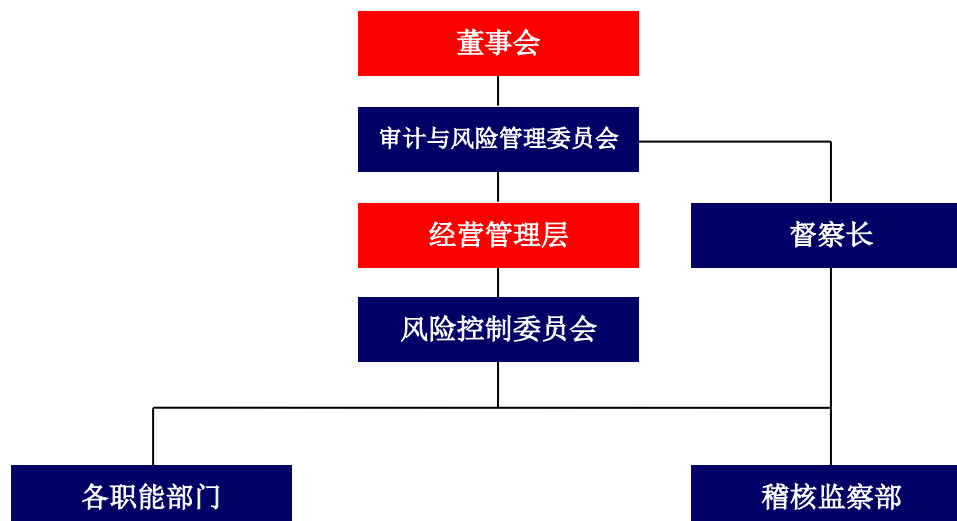 董事会
审计与风险管理委员会
经营管理层
督察长
风险控制委员会
各职能部门
稽核监察部